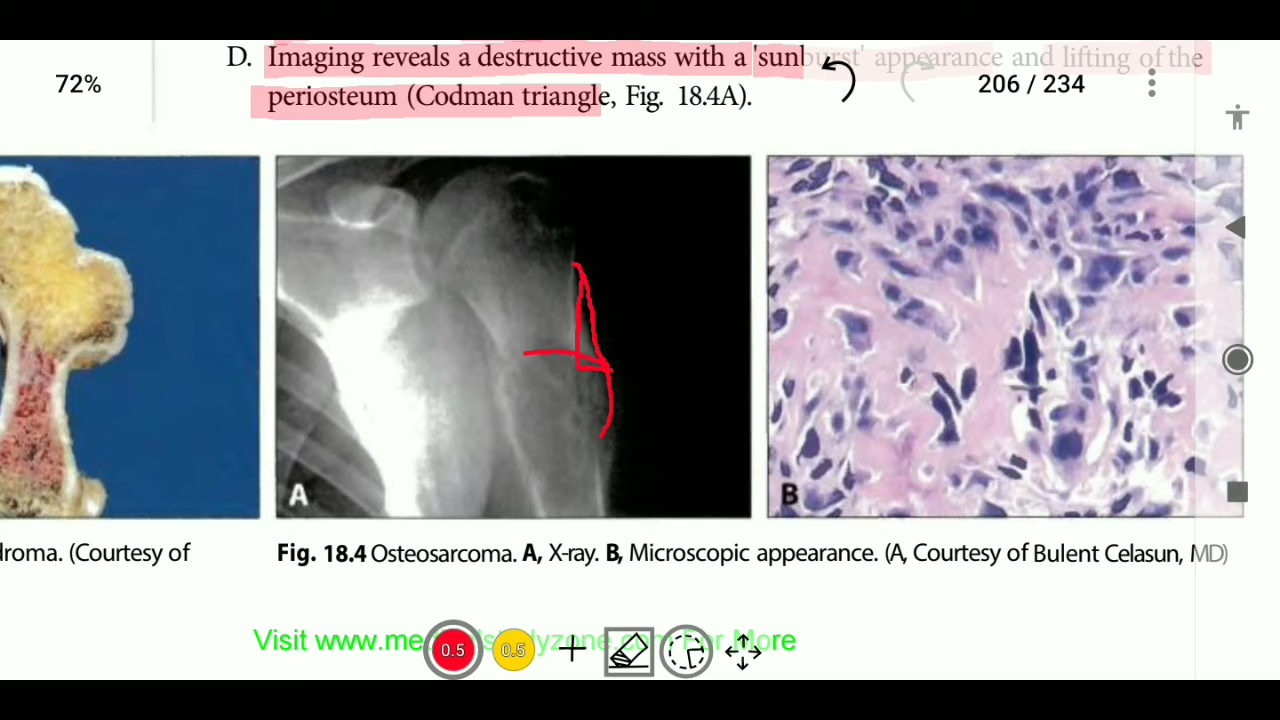 D. Imaging reveals a destructive mass with a 'sunburst' appearance and lifting of the
72%
206 / 234
periosteum (Codman triangle, Fig. 18.4A).
A
B
droma. (Courtesy of
Fig. 18.4 Osteosarcoma. A, X-ray. B, Microscopic appearance. (A, Courtesy of Bulent Celasun, MD)
Visit www.me For More
0.5
0.5